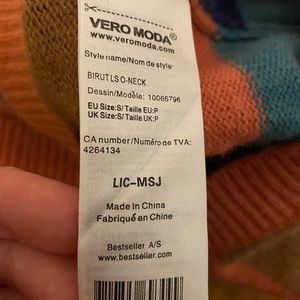 VERO MODA®
www.veromoda.com
Style name/Nom de style:
BIRUT LS O-NECK
Dessin/Modèle: 10066796
EU Size:S/Taille EU:P
UK Size:S/Taille UK:P
CA number/Numéro de TVA:
4264134
LIC-MSJ
Made in China
Fabriqué en Chine
Bestseller A/S
www.bestseller.com